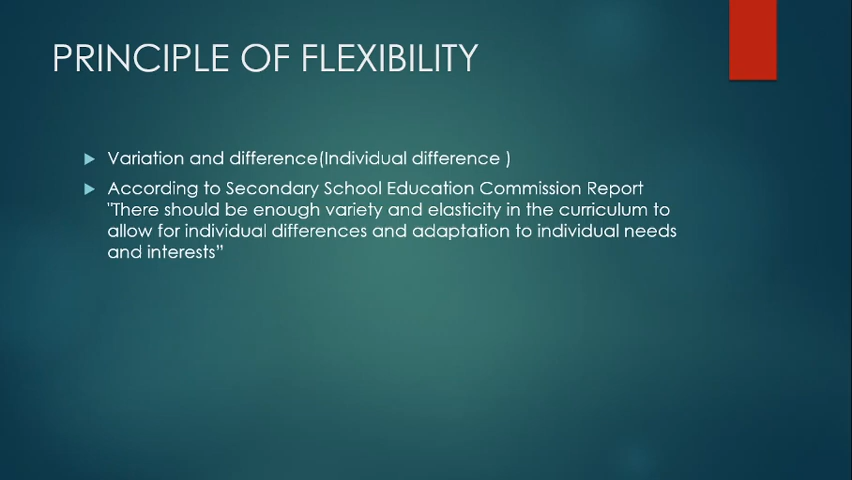 PRINCIPLE OF FLEXIBILITY
Variation and difference(Individual difference )
According to Secondary School Education Commission Report
"There should be enough variety and elasticity in the curriculum to
allow for individual differences and adaptation to individual needs
and interests”